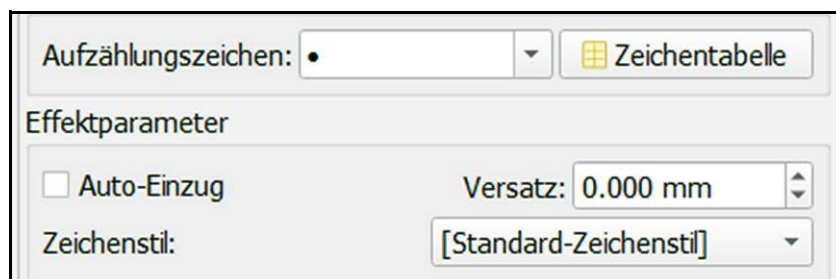 Aufzählungszeichen: • Zeichentabelle
Effektparameter
Auto-Einzug Versatz: 0.000 mm
Zeichenstil: [Standard-Zeichenstil]